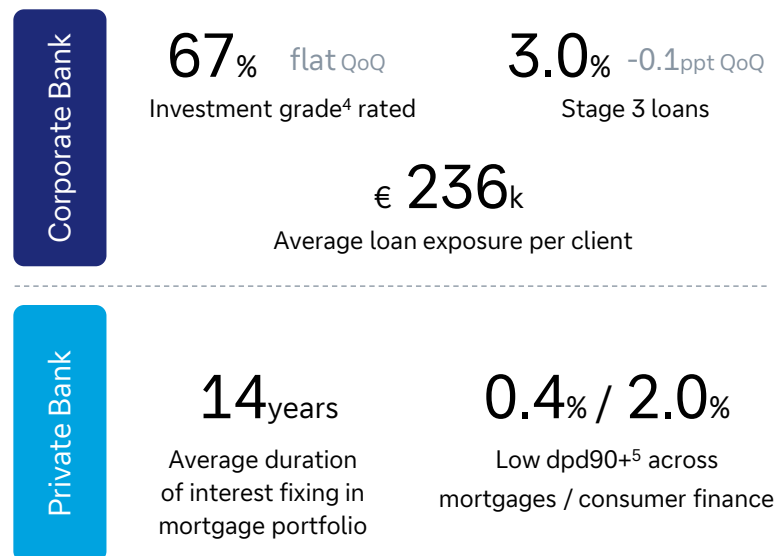 Corporate Bank
67% flat QoQ
Investment grade⁴ rated
3.0% -0.1ppt QoQ
Stage 3 loans
€ 236k
Average loan exposure per client
Private Bank
14years
Average duration
of interest fixing in
mortgage portfolio
0.4% / 2.0%
Low dpd90+⁵ across
mortgages / consumer finance